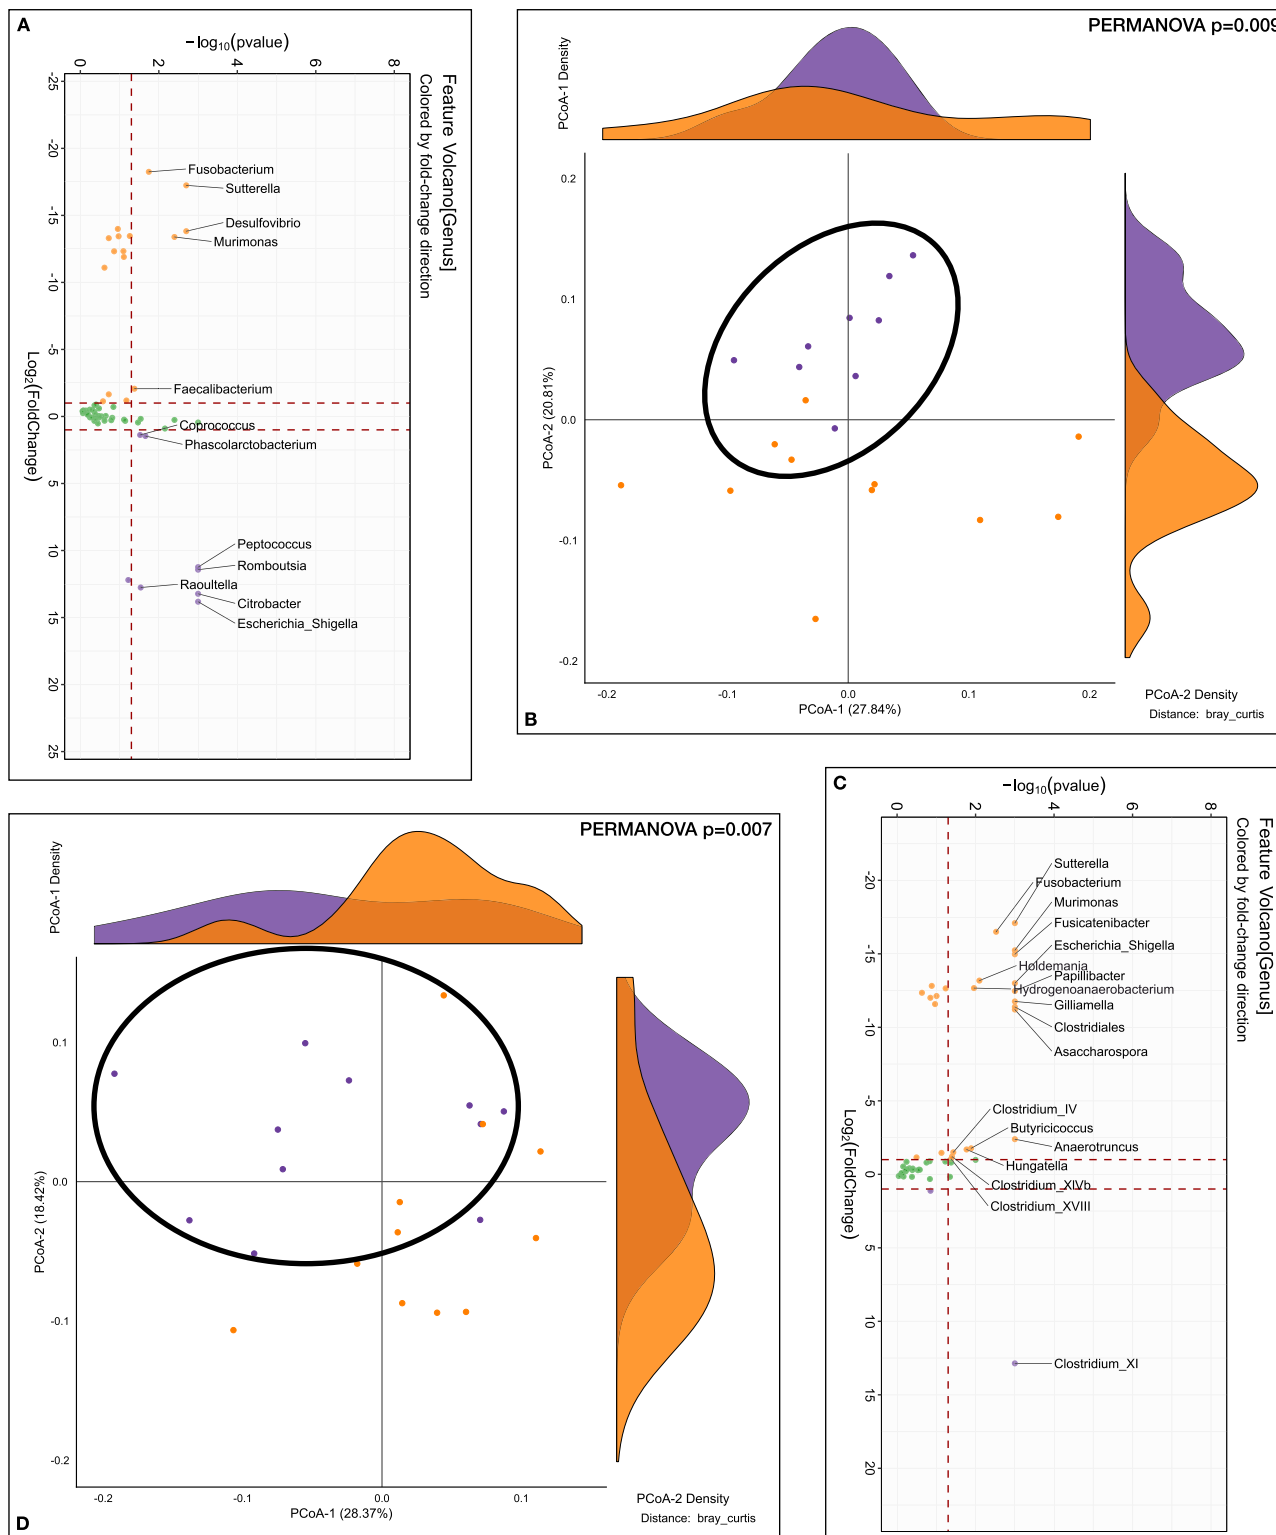 A
−log10(pvalue)
0 2 4 6 8
Feature Volcano[Genus]
Colored by fold-change direction
-25
-20
-15
-10
-5
0
5
10
15
20
25
Log2(FoldChange)
Fusobacterium
Sutterella
Desulfovibrio
Murimonas
Faecalibacterium
Coprococcus
Phascolarctobacterium
Peptococcus
Romboutsia
Raoultella
Citrobacter
Escherichia_Shigella
PERMANOVA p=0.009
PCoA-1 Density
0.2
0.1
0.0
-0.1
-0.2
PCoA-2 (20.81%)
-0.2 -0.1 0.0 0.1 0.2
PCoA-1 (27.84%)
PCoA-2 Density
Distance: bray_curtis
B
C
−log10(pvalue)
0 2 4 6 8
Feature Volcano[Genus]
Colored by fold-change direction
-20
-15
-10
-5
0
5
10
15
20
Log2(FoldChange)
Sutterella
Fusobacterium
Murimonas
Fusicatenibacter
Escherichia_Shigella
Holdemania
Papillibacter
Hydrogenoanaerobacterium
Gilliamella
Clostridiales
Asaccharospora
Clostridium_IV
Butyricicoccus
Anaerotruncus
Hungatella
Clostridium_XIVb
Clostridium_XVIII
Clostridium_XI
PERMANOVA p=0.007
PCoA-1 Density
0.1
0.0
-0.1
-0.2
PCoA-2 (18.42%)
-0.2 -0.1 0.0 0.1
PCoA-1 (28.37%)
PCoA-2 Density
Distance: bray_curtis
D